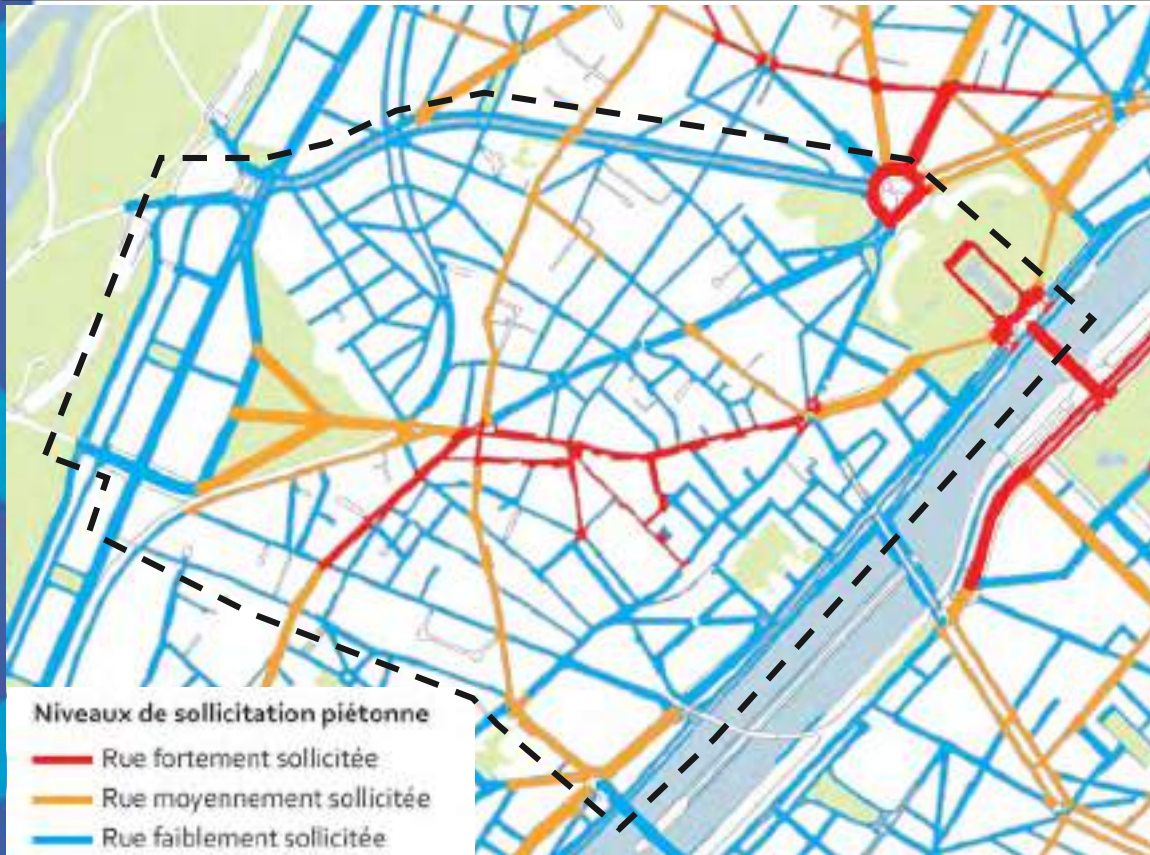 Niveaux de sollicitation piétonne
Rue fortement sollicitée
Rue moyennement sollicitée
Rue faiblement sollicitée